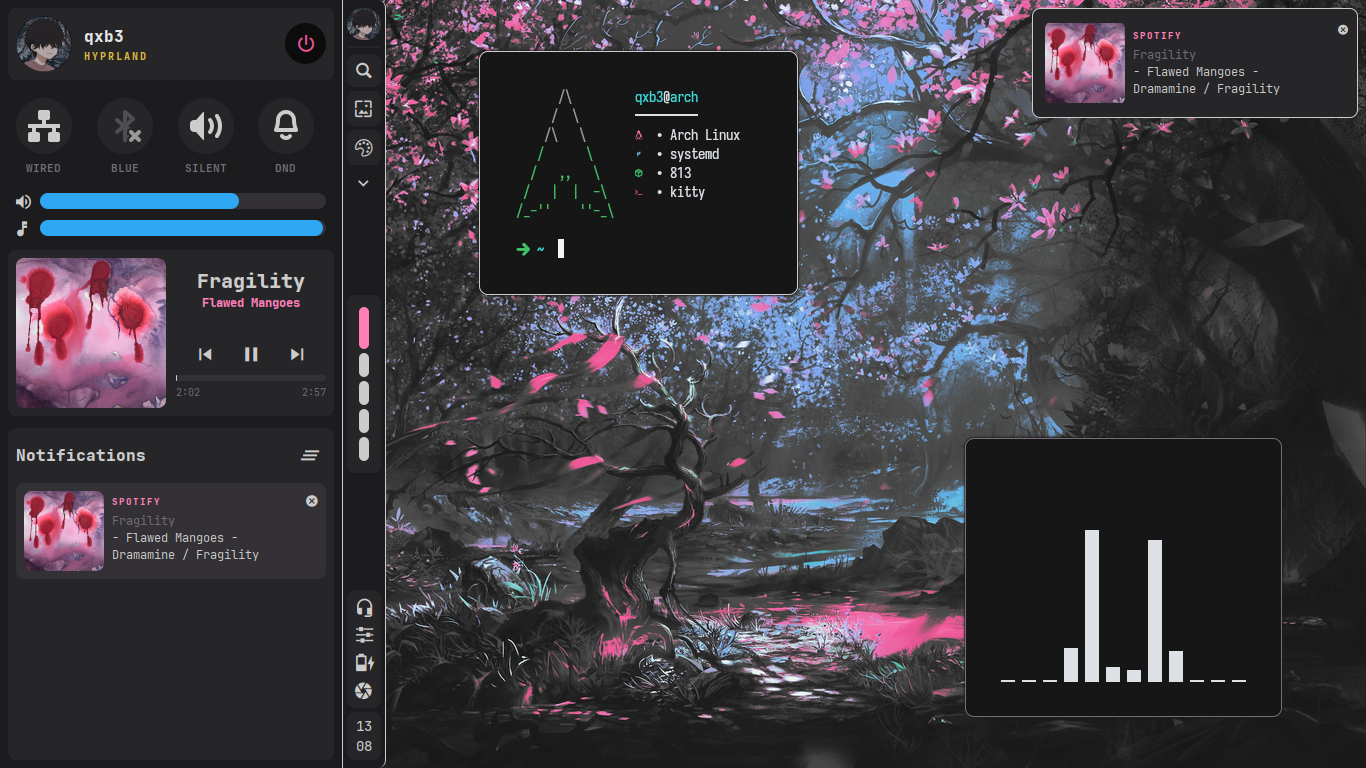 qxb3
HYPRLAND
WIRED
BLUE
SILENT
DND
Fragility
Flawed Mangoes
2:02
2:57
Notifications
SPOTIFY
Fragility
- Flawed Mangoes -
Dramamine / Fragility
13
08
qxb3@arch
• Arch Linux
• systemd
• 813
• kitty
~
SPOTIFY
Fragility
- Flawed Mangoes -
Dramamine / Fragility